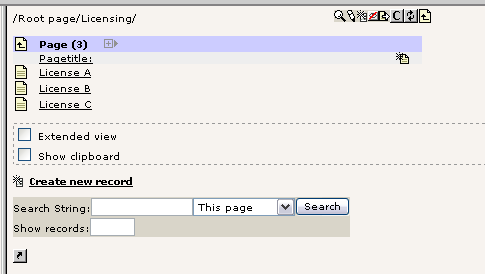 /Root page/Licensing/
Page (3)
Pagetitle:
License A
License B
License C
Extended view
Show clipboard
Create new record
Search String: This page Search
Show records: